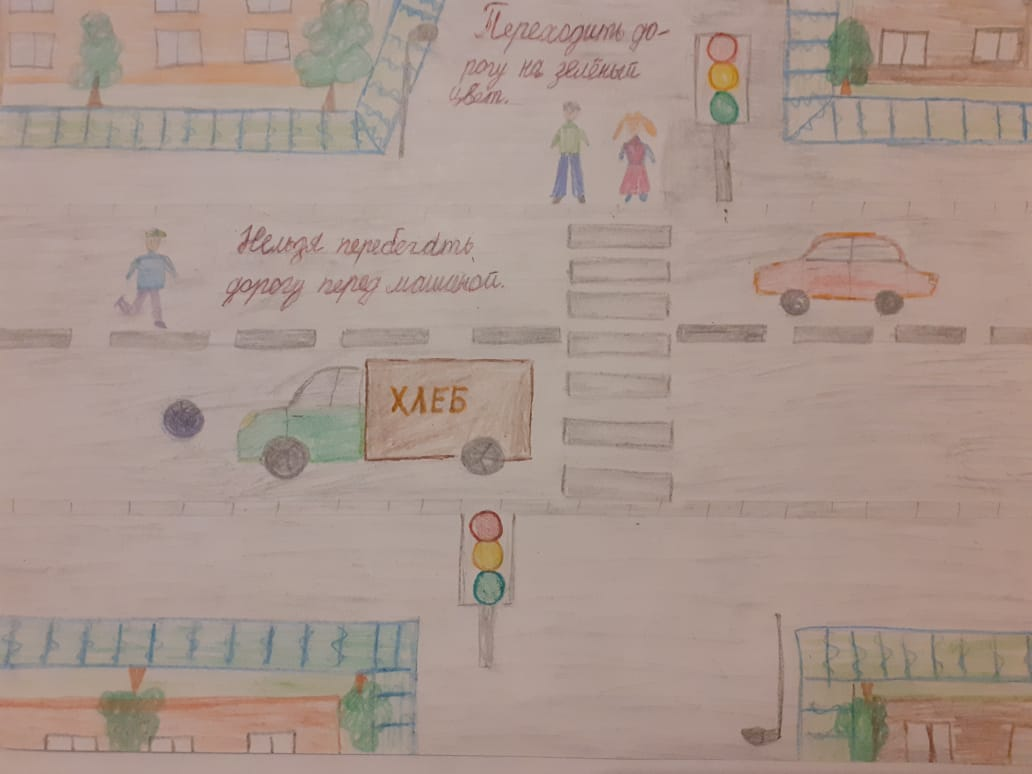 Переходить до-
рогу на зелёный
цвет.
Нельзя перебегать
дорогу перед машиной.
ХЛЕБ